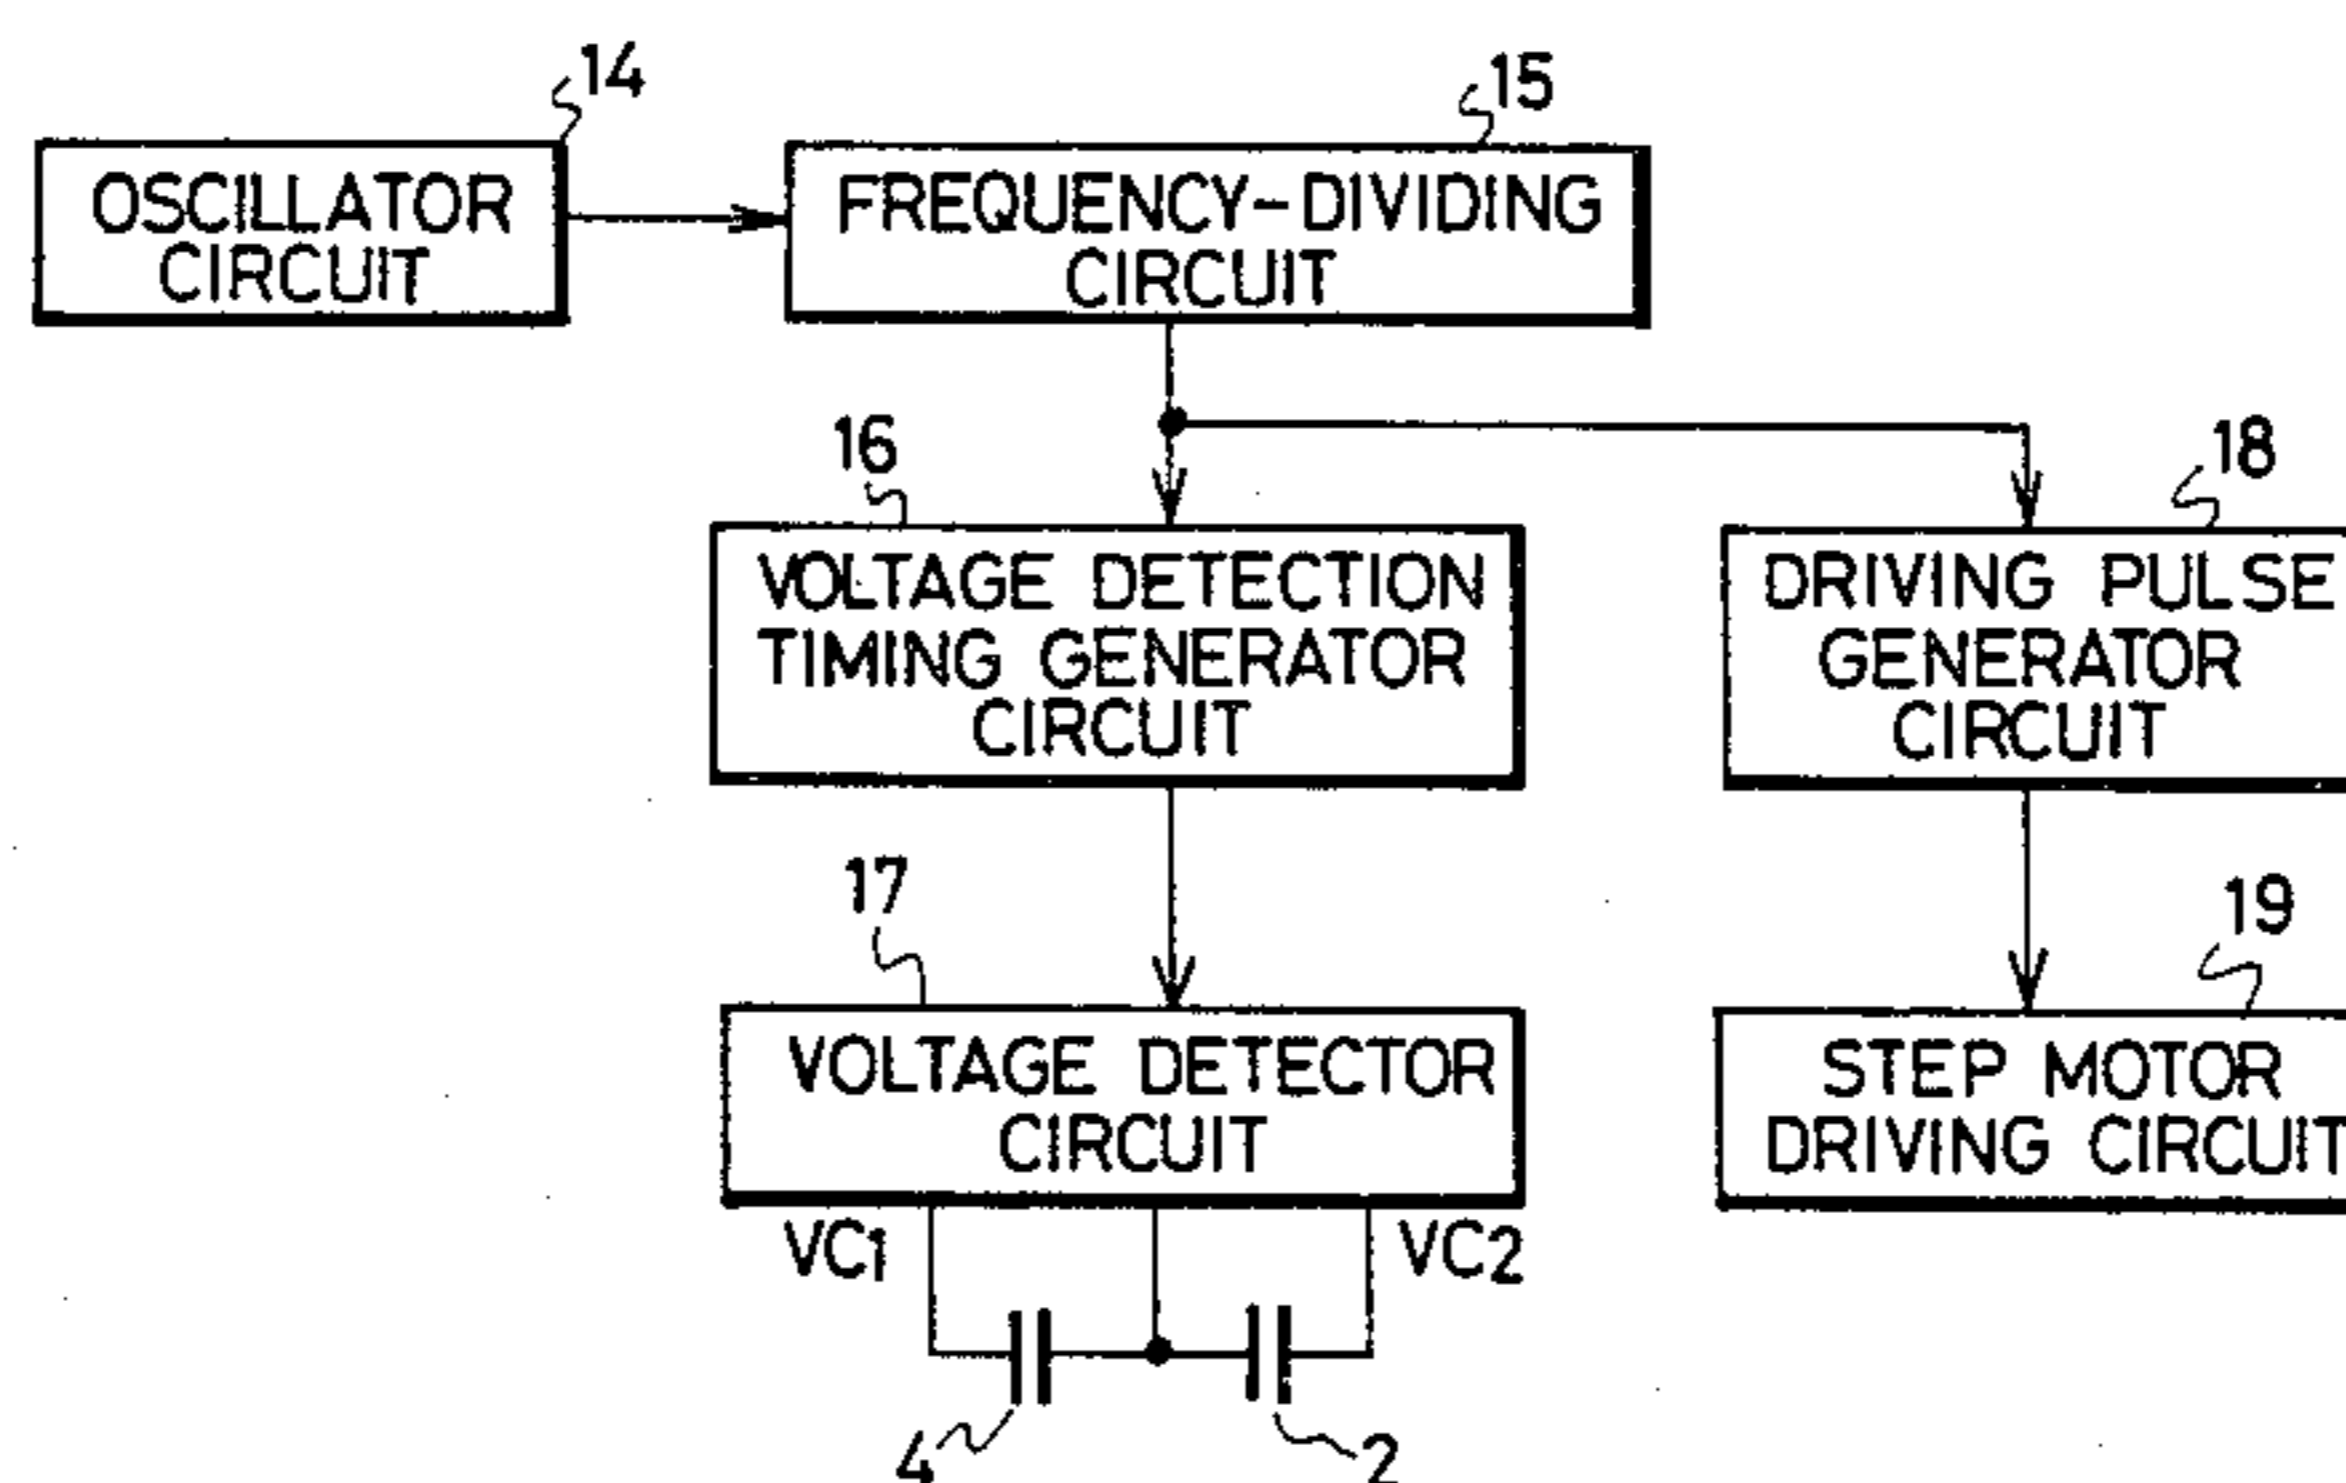 14
15
OSCILLATOR
CIRCUIT
FREQUENCY-DIVIDING
CIRCUIT
16
18
VOLTAGE DETECTION
TIMING GENERATOR
CIRCUIT
DRIVING PULSE
GENERATOR
CIRCUIT
17
19
VOLTAGE DETECTOR
CIRCUIT
STEP MOTOR
DRIVING CIRCUIT
VC1
VC2
4
2